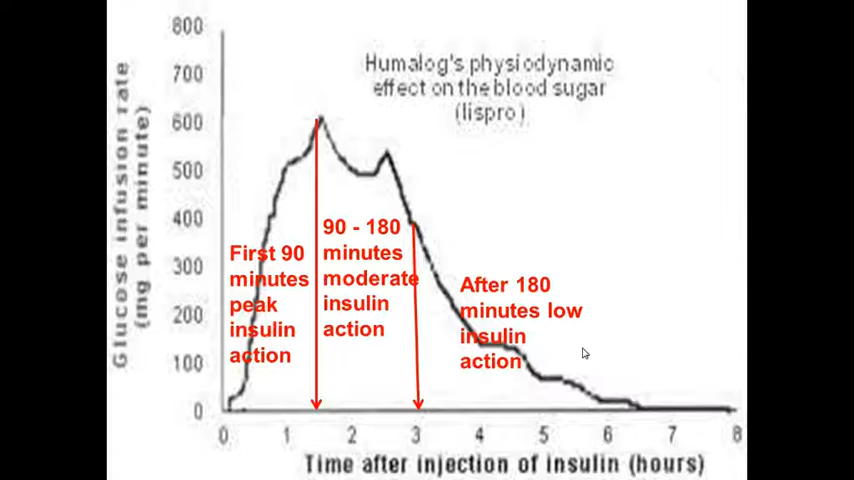 800
700
600
500
400
300
200
100
0
Glucose infusion rate
(mg per minute)
Humalog's physiodynamic
effect on the blood sugar
(lispro)
First 90
minutes
peak
insulin
action
90 - 180
minutes
moderate
insulin
action
After 180
minutes low
insulin
action
0 1 2 3 4 5 6 7 8
Time after injection of insulin (hours)